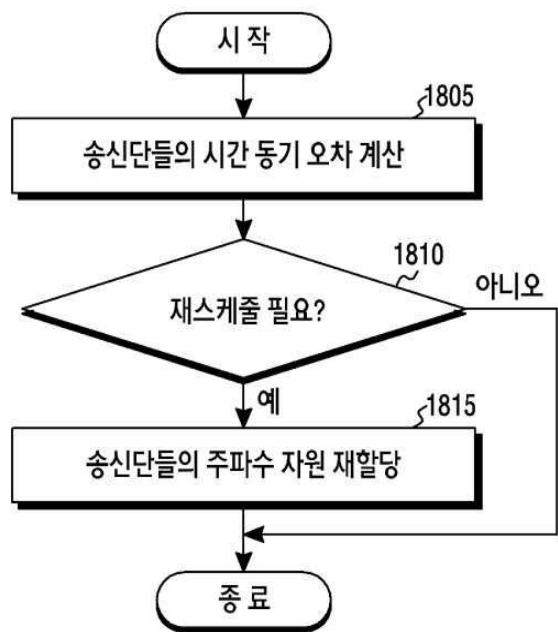 시 작
1805
송신단들의 시간 동기 오차 계산
1810
재스케줄 필요?
아니오
예
1815
송신단들의 주파수 자원 재할당
종 료